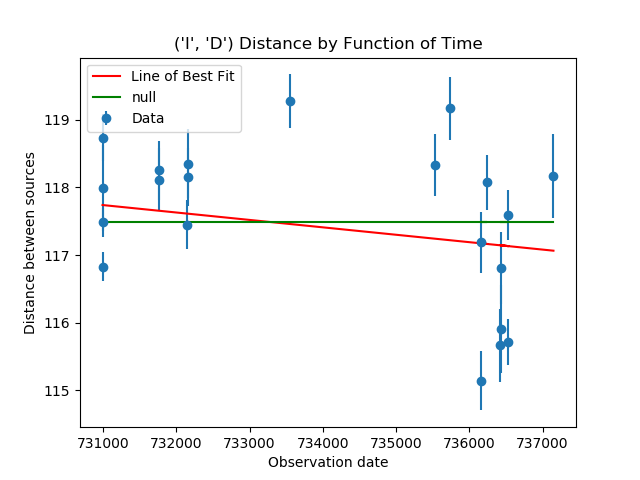 ('I', 'D') Distance by Function of Time
Line of Best Fit
null
Data
Distance between sources
119
118
117
116
115
731000 732000 733000 734000 735000 736000 737000
Observation date